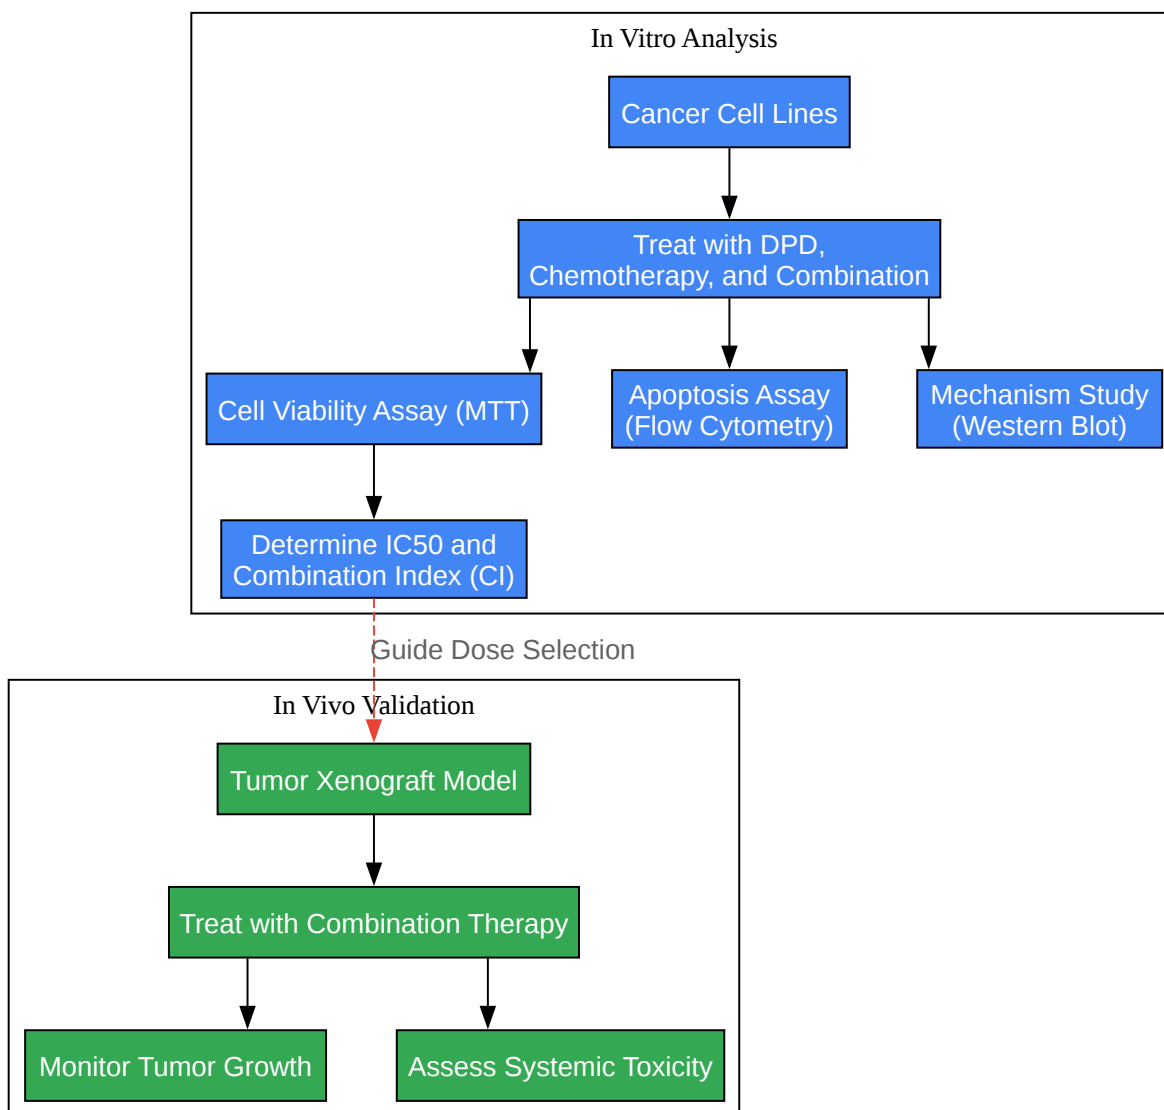 In Vitro Analysis
Cancer Cell Lines
Treat with DPD,
Chemotherapy, and Combination
Cell Viability Assay (MTT)
Apoptosis Assay
(Flow Cytometry)
Mechanism Study
(Western Blot)
Determine IC50 and
Combination Index (CI)
Guide Dose Selection
In Vivo Validation
Tumor Xenograft Model
Treat with Combination Therapy
Monitor Tumor Growth
Assess Systemic Toxicity